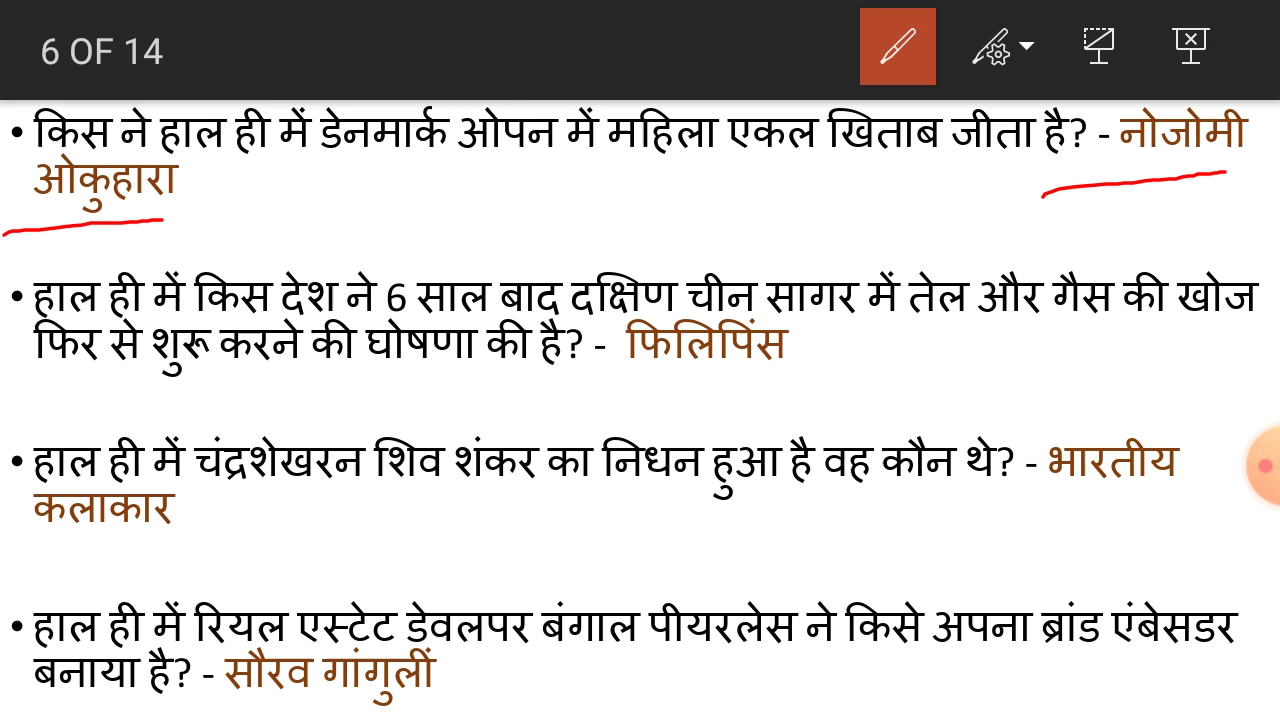 6 OF 14
• किस ने हाल ही में डेनमार्क ओपन में महिला एकल खिताब जीता है? - नोजोमी
ओकुहारा
• हाल ही में किस देश ने 6 साल बाद दक्षिण चीन सागर में तेल और गैस की खोज
फिर से शुरू करने की घोषणा की है? - फिलिपिंस
• हाल ही में चंद्रशेखरन शिव शंकर का निधन हुआ है वह कौन थे? - भारतीय
कलाकार
• हाल ही में रियल एस्टेट डेवलपर बंगाल पीयरलेस ने किसे अपना ब्रांड एंबेसडर
बनाया है? - सौरव गांगुलीं